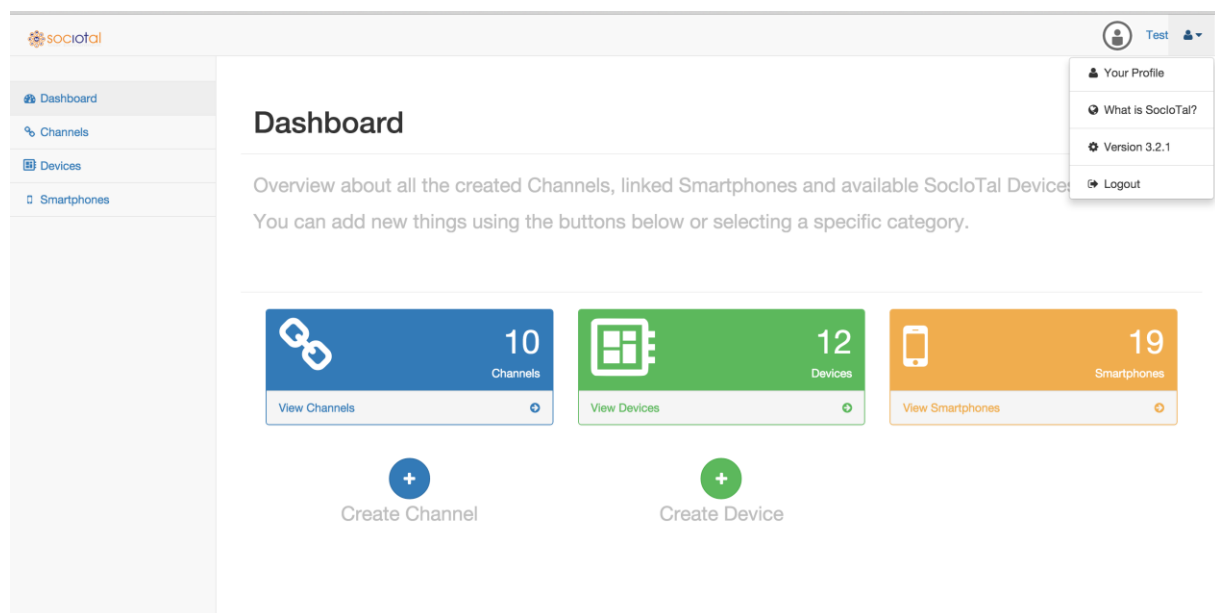 sociotal
Test
Your Profile
What is SocIoTal?
Version 3.2.1
Logout
Dashboard
Channels
Devices
Smartphones
Dashboard
Overview about all the created Channels, linked Smartphones and available SocIoTal Devices
You can add new things using the buttons below or selecting a specific category.
10
Channels
View Channels
12
Devices
View Devices
19
Smartphones
View Smartphones
Create Channel
Create Device